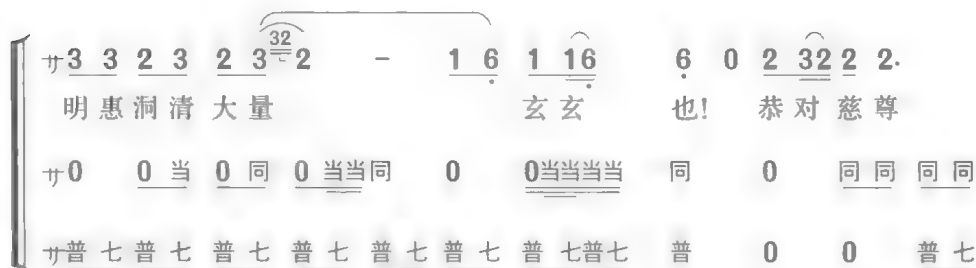 サ3 3 2 3 2 3 32 2 - 1 6 1 16 6 0 2 32 2 2.
明惠洞清大量 玄玄 也! 恭对慈尊
サ0 0 当 0 同 0 当当同 0 0当当当当 同 0 同同 同同
サ普七普七普七普七普七普七普七普七普 0 0 普七